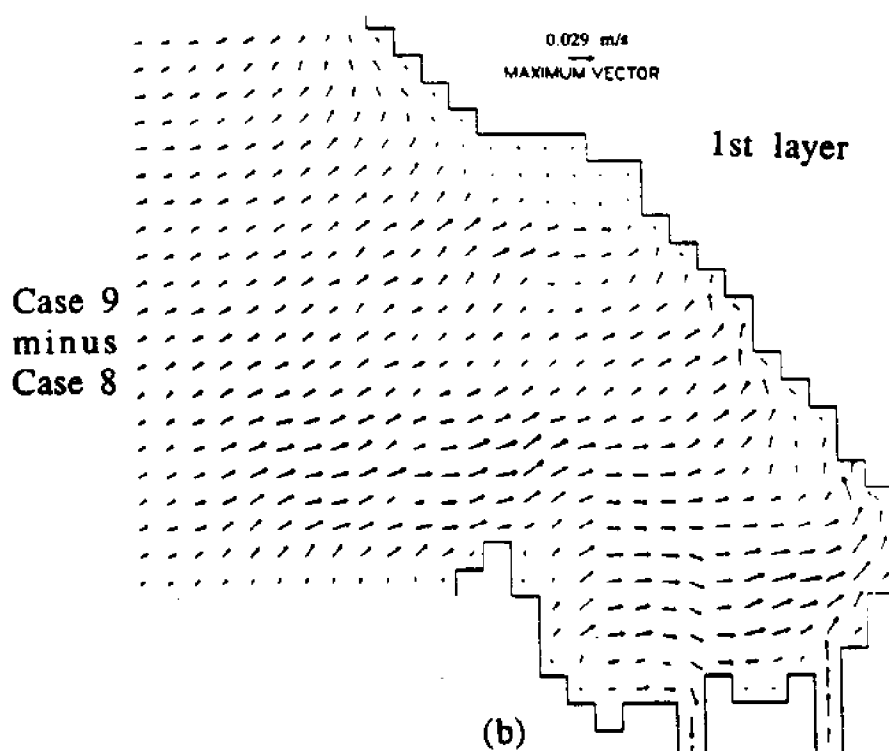 0.029 m/s
MAXIMUM VECTOR
1st layer
Case 9
minus
Case 8
(b)